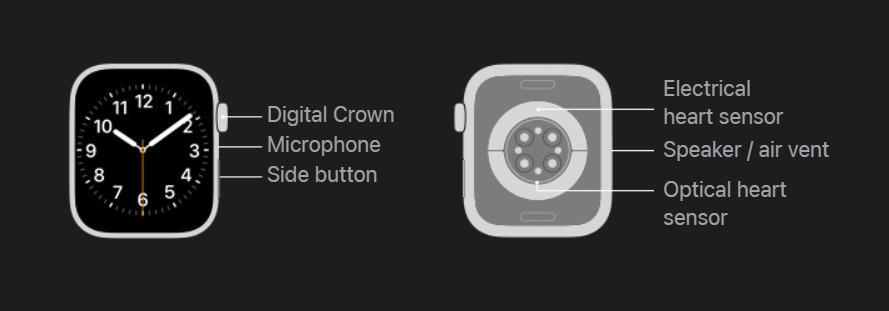 12
11
1
10
2
9
3
8
4
7
5
6
Digital Crown
Microphone
Side button
Electrical
heart sensor
Speaker / air vent
Optical heart
sensor